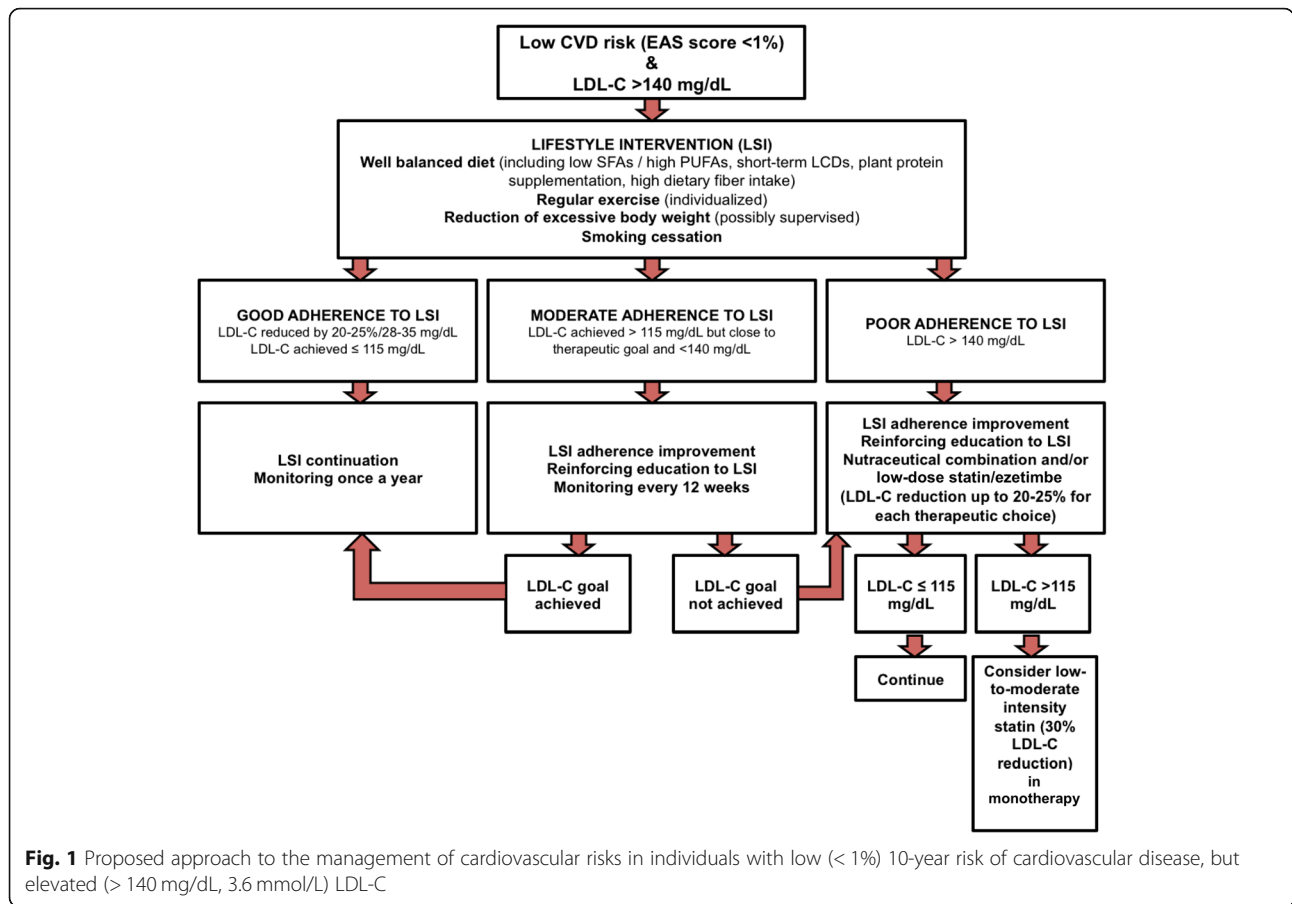 Low CVD risk (EAS score <1%)
&
LDL-C >140 mg/dL
LIFESTYLE INTERVENTION (LSI)
Well balanced diet (including low SFAs / high PUFAs, short-term LCDs, plant protein
supplementation, high dietary fiber intake)
Regular exercise (individualized)
Reduction of excessive body weight (possibly supervised)
Smoking cessation
GOOD ADHERENCE TO LSI
LDL-C reduced by 20-25%/28-35 mg/dL
LDL-C achieved ≤ 115 mg/dL
MODERATE ADHERENCE TO LSI
LDL-C achieved > 115 mg/dL but close to
therapeutic goal and <140 mg/dL
POOR ADHERENCE TO LSI
LDL-C > 140 mg/dL
LSI continuation
Monitoring once a year
LSI adherence improvement
Reinforcing education to LSI
Monitoring every 12 weeks
LSI adherence improvement
Reinforcing education to LSI
Nutraceutical combination and/or
low-dose statin/ezetimbe
(LDL-C reduction up to 20-25% for
each therapeutic choice)
LDL-C goal
achieved
LDL-C goal
not achieved
LDL-C ≤ 115
mg/dL
LDL-C >115
mg/dL
Continue
Consider low-
to-moderate
intensity
statin (30%
LDL-C
reduction)
in
monotherapy
Fig. 1 Proposed approach to the management of cardiovascular risks in individuals with low (< 1%) 10-year risk of cardiovascular disease, but
elevated (> 140 mg/dL, 3.6 mmol/L) LDL-C